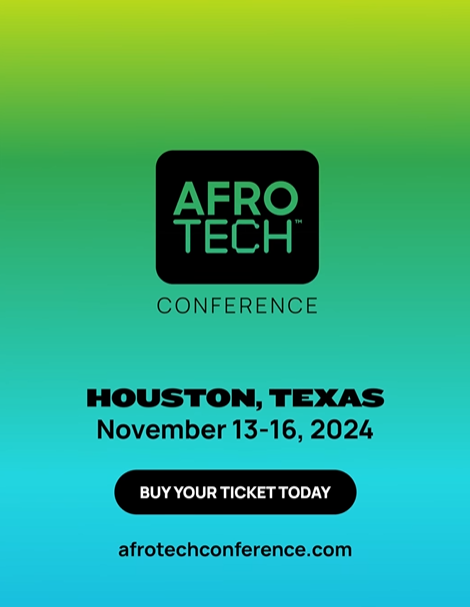 AFRO
TECH™
CONFERENCE
HOUSTON, TEXAS
November 13-16, 2024
BUY YOUR TICKET TODAY
afrotechconference.com